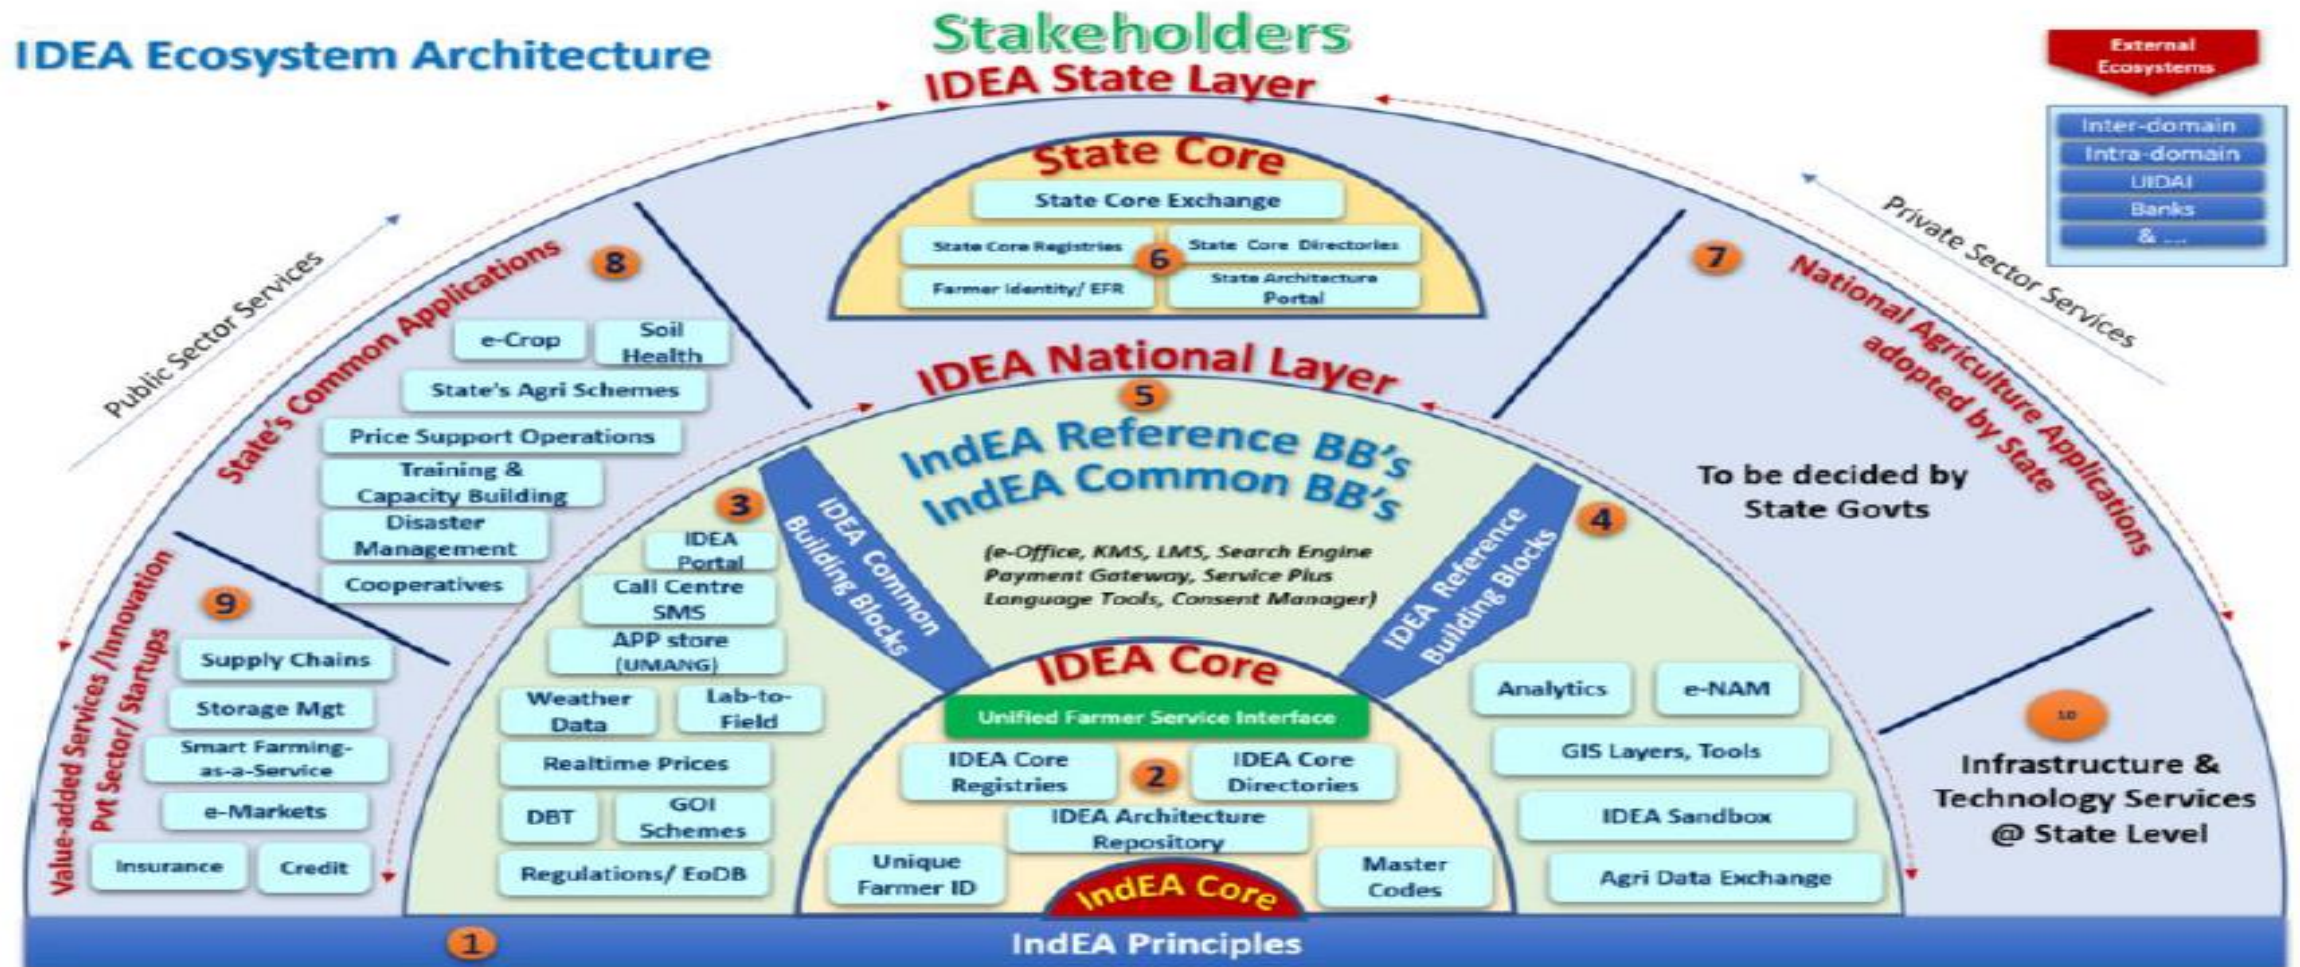 IDEA Ecosystem Architecture
Stakeholders
IDEA State Layer
External
Ecosystems
Inter-domain
Intra-domain
UIDAI
Banks
& ....
Public Sector Services
Private Sector Services
State Core
State Core Exchange
State Core Registries
State Core Directories
6
Farmer Identity/ EFR
State Architecture
Portal
8
State's Common Applications
e-Crop
Soil
Health
State's Agri Schemes
Price Support Operations
Training &
Capacity Building
Disaster
Management
Cooperatives
7
National Agriculture Applications
adopted by State
To be decided by
State Govts
9
Value-added Services /Innovation
Pvt Sector/ Startups
Supply Chains
Storage Mgt
Smart Farming-
as-a-Service
e-Markets
Insurance
Credit
10
Infrastructure &
Technology Services
@ State Level
IDEA National Layer
5
IndEA Reference BB's
IndEA Common BB's
(e-Office, KMS, LMS, Search Engine
Payment Gateway, Service Plus
Language Tools, Consent Manager)
3
IDEA Common
Building Blocks
IDEA
Portal
Call Centre
SMS
APP store
(UMANG)
Weather
Data
Lab-to-
Field
Realtime Prices
DBT
GOI
Schemes
Regulations/ EoDB
4
IDEA Reference
Building Blocks
Analytics
e-NAM
GIS Layers, Tools
IDEA Sandbox
Agri Data Exchange
IDEA Core
Unified Farmer Service Interface
IDEA Core
Registries
2
IDEA Core
Directories
IDEA Architecture
Repository
Unique
Farmer ID
Master
Codes
IndEA Core
1
IndEA Principles